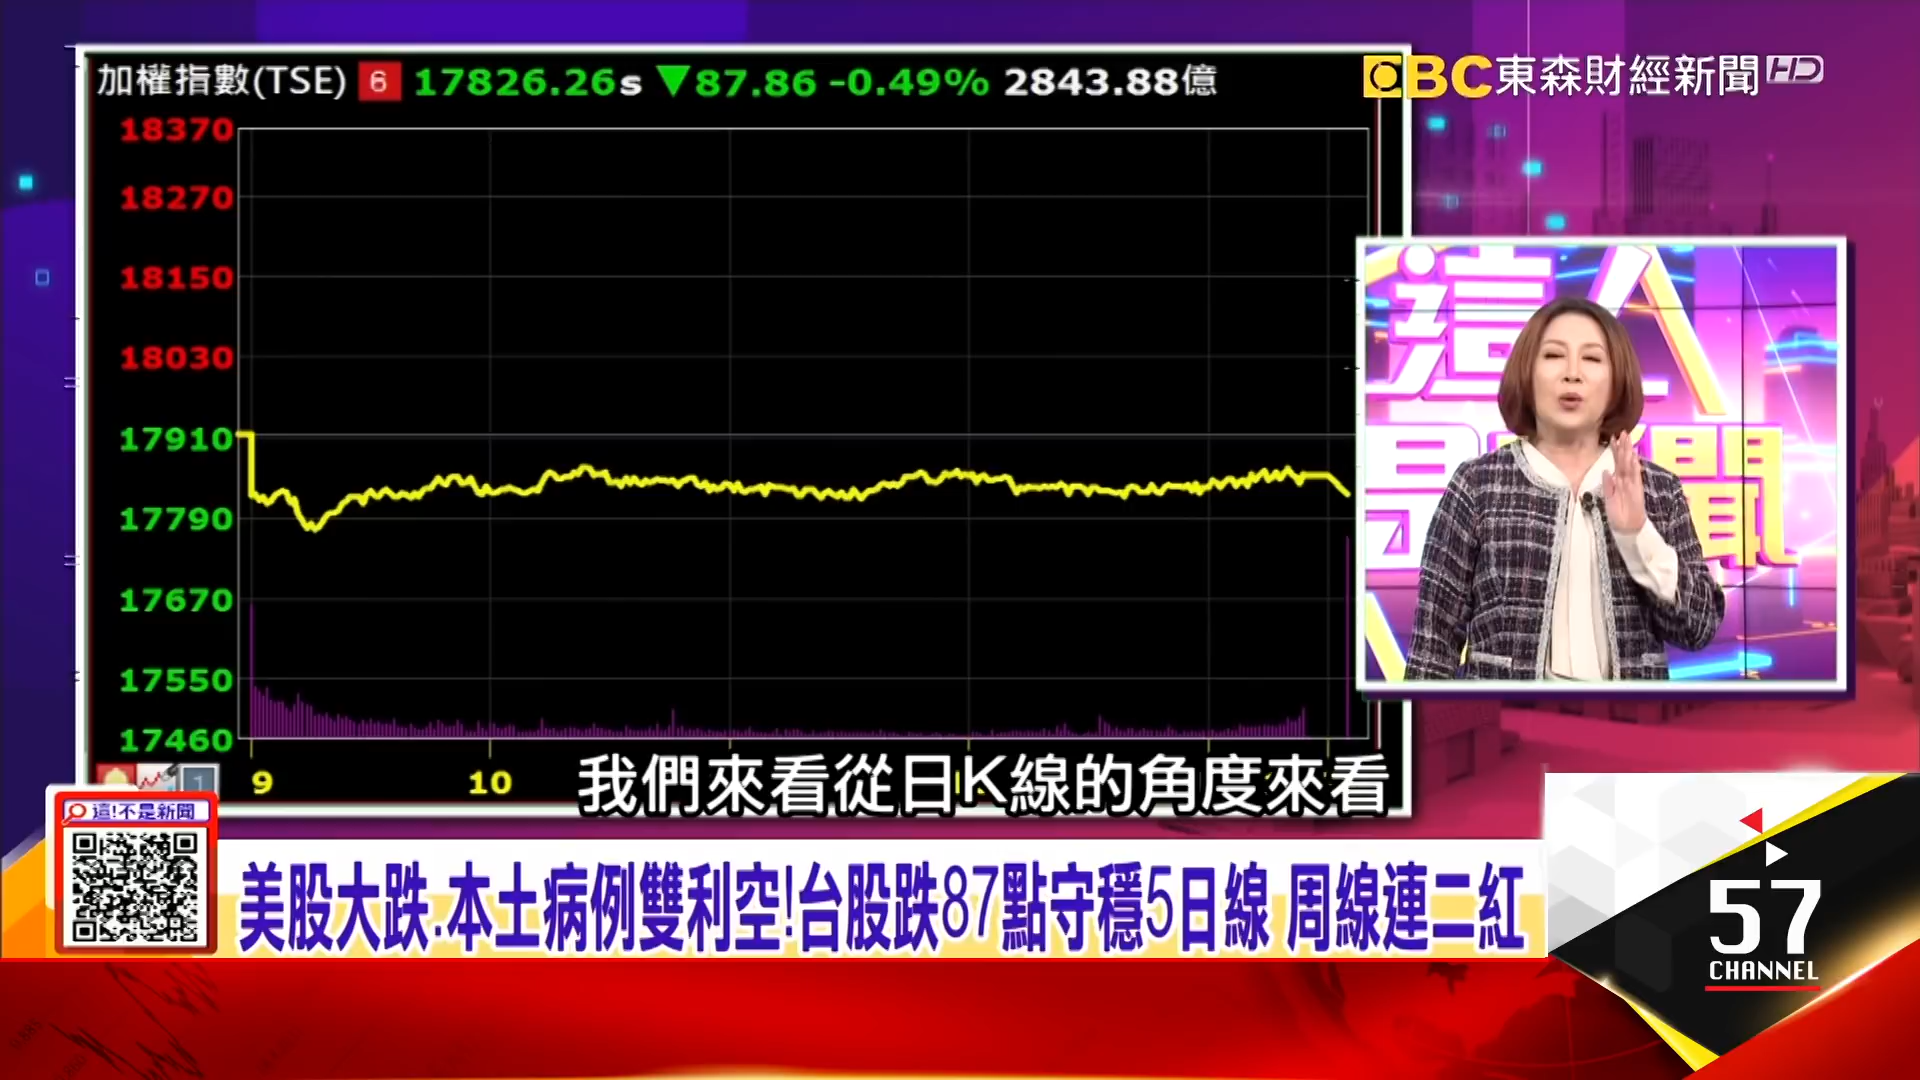 加權指數(TSE) 6 17826.26s ▼87.86 -0.49% 2843.88億
EBC東森財經新聞HD
18370
18270
18150
18030
17910
17790
17670
17550
17460
9 10
1
我們來看從日K線的角度來看
這!不是新聞
美股大跌.本土病例雙利空!台股跌87點守穩5日線 周線連二紅
57
CHANNEL